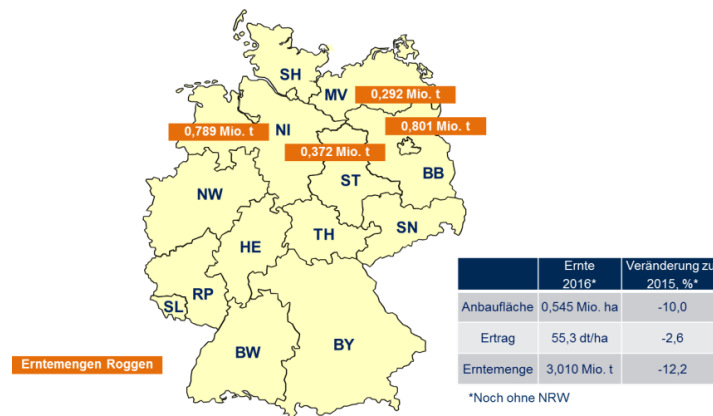 SH
MV
0,292 Mio. t
0,789 Mio. t
NI
0,801 Mio. t
0,372 Mio. t
ST
BB
NW
SN
TH
HE
RP
SL
BW
BY
Erntemengen Roggen
Ernte 2016*
Veränderung zu 2015, %*
Anbaufläche 0,545 Mio. ha -10,0
Ertrag 55,3 dt/ha -2,6
Erntemenge 3,010 Mio. t -12,2
*Noch ohne NRW